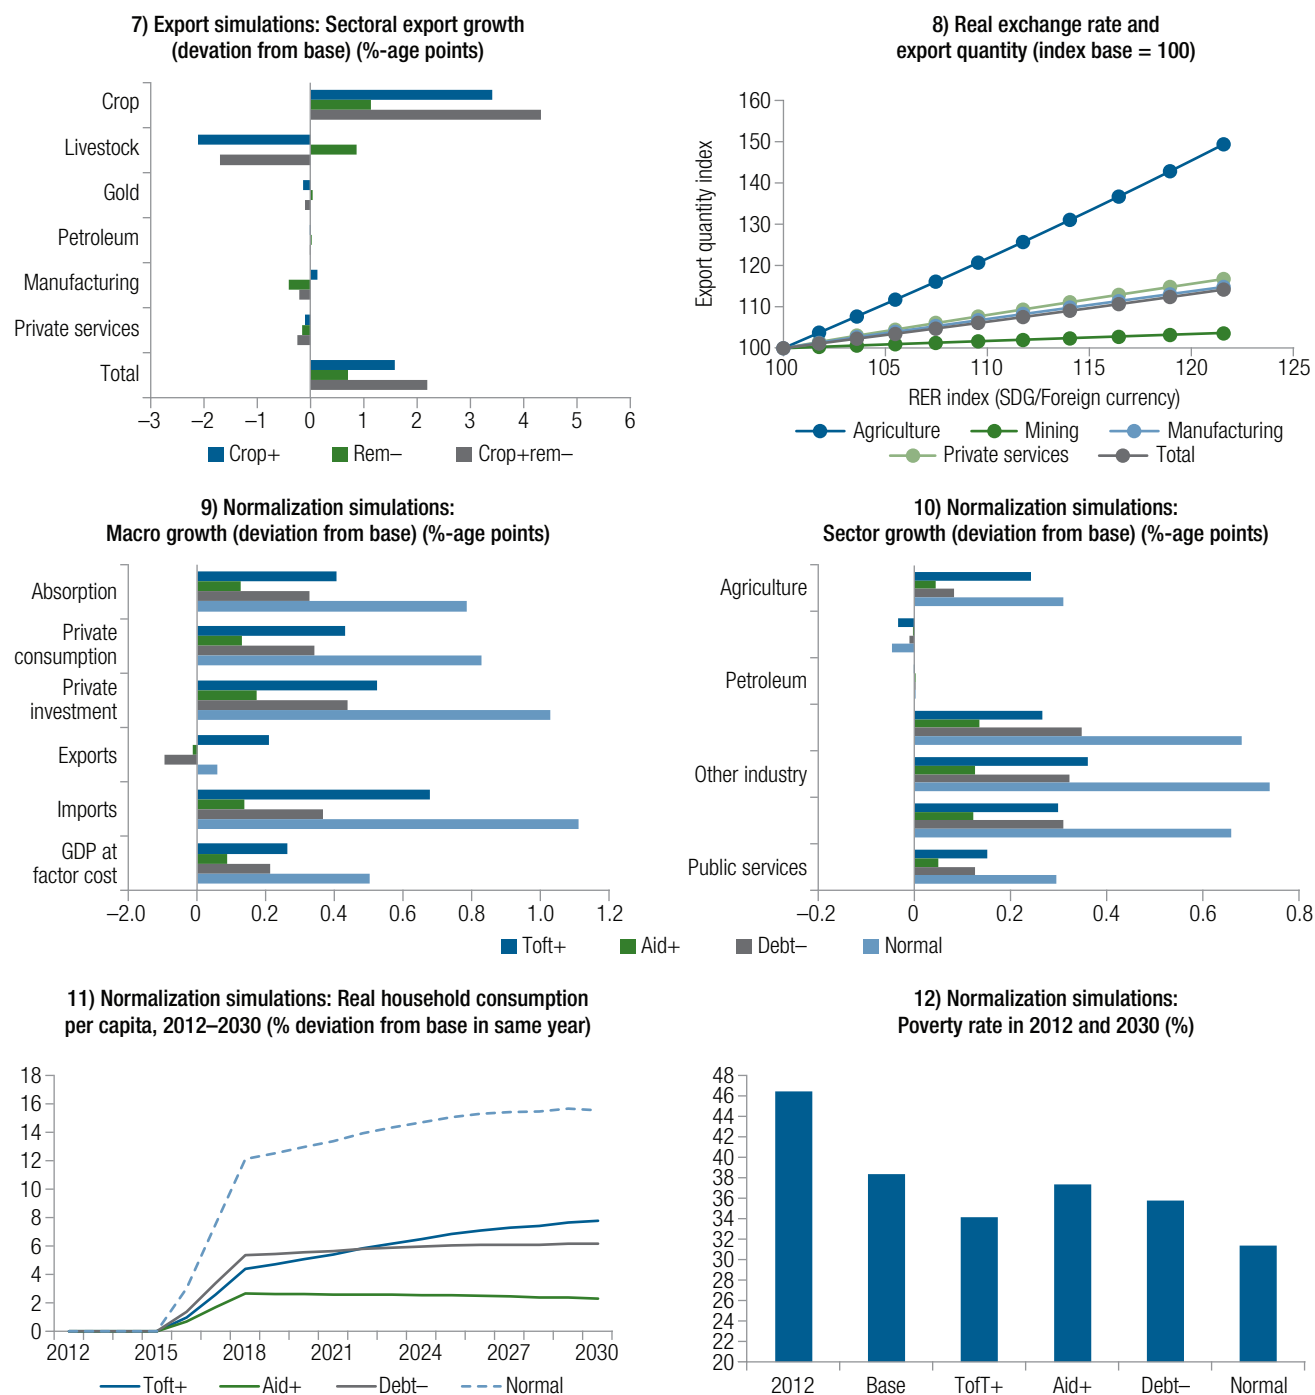 7) Export simulations: Sectoral export growth
(devation from base) (%-age points)
Crop
Livestock
Gold
Petroleum
Manufacturing
Private services
Total
–3 –2 –1 0 1 2 3 4 5 6
Crop+ Rem– Crop+rem–
8) Real exchange rate and
export quantity (index base = 100)
Export quantity index
160
150
140
130
120
110
100
100 105 110 115 120 125
RER index (SDG/Foreign currency)
Agriculture Mining Manufacturing
Private services Total
9) Normalization simulations:
Macro growth (deviation from base) (%-age points)
Absorption
Private
consumption
Private
investment
Exports
Imports
GDP at
factor cost
–2.0 0 0.2 0.4 0.6 0.8 1.0 1.2
10) Normalization simulations:
Sector growth (deviation from base) (%-age points)
Agriculture
Petroleum
Other industry
Public services
–0.2 0 0.2 0.4 0.6 0.8
Toft+ Aid+ Debt– Normal
11) Normalization simulations: Real household consumption
per capita, 2012–2030 (% deviation from base in same year)
18
16
14
12
10
8
6
4
2
0
2012 2015 2018 2021 2024 2027 2030
Toft+ Aid+ Debt– Normal
12) Normalization simulations:
Poverty rate in 2012 and 2030 (%)
48
46
44
42
40
38
36
34
32
30
28
26
24
22
20
2012 Base TofT+ Aid+ Debt– Normal